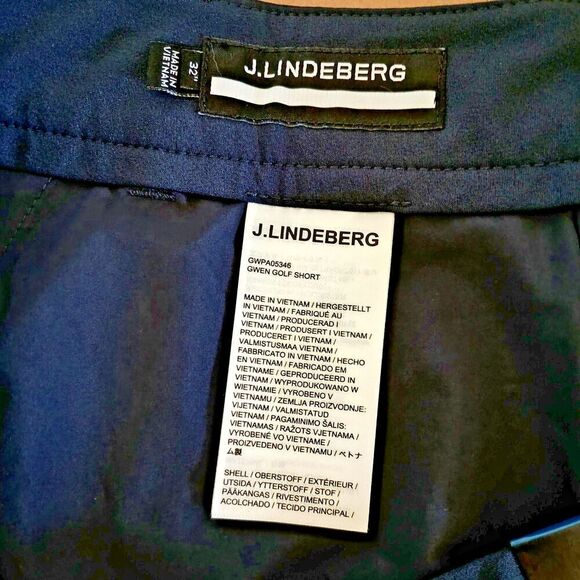 J.LINDEBERG
32"
MADE IN
VIETNAM
J.LINDEBERG
GWPA05346
GWEN GOLF SHORT
MADE IN VIETNAM / HERGESTELLT
IN VIETNAM / FABRIQUÉ AU
VIETNAM / PRODUCERAD I
VIETNAM / PRODUSERT I VIETNAM /
PRODUCERET I VIETNAM /
VALMISTUSMAA VIETNAM /
FABBRICATO IN VIETNAM / HECHO
EN VIETNAM / FABRICADO EM
VIETNAME / GEPRODUCEERD IN
VIETNAM / WYPRODUKOWANO W
WIETNAMIE / VYROBENO V
VIETNAMU / ZEMLJA PROIZVODNJE:
VIJETNAM / VALMISTATUD
VIETNAM / PAGAMINIMO ŠALIS:
VIETNAMAS / RAŽOTS VJETNAMA /
VYROBENÉ VO VIETNAME /
PROIZVEDENO V VIETNAMU / ベトナ
ム製
SHELL / OBERSTOFF / EXTÉRIEUR /
UTSIDA / YTTERSTOFF / STOF /
PÄÄKANGAS / RIVESTIMENTO /
ACOLCHADO / TECIDO PRINCIPAL /